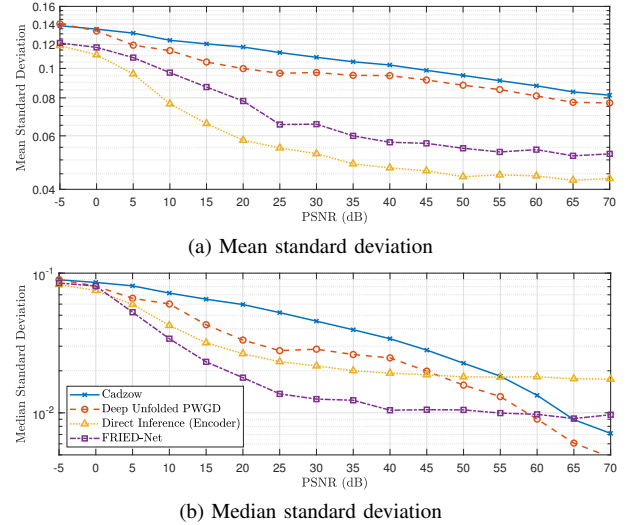 0.16
0.14
0.12
0.1
0.08
0.06
0.04
Mean Standard Deviation
-5 0 5 10 15 20 25 30 35 40 45 50 55 60 65 70
PSNR (dB)
(a) Mean standard deviation
10^-1
10^-2
Median Standard Deviation
Cadzow
Deep Unfolded PWGD
Direct Inference (Encoder)
FRIED-Net
-5 0 5 10 15 20 25 30 35 40 45 50 55 60 65 70
PSNR (dB)
(b) Median standard deviation